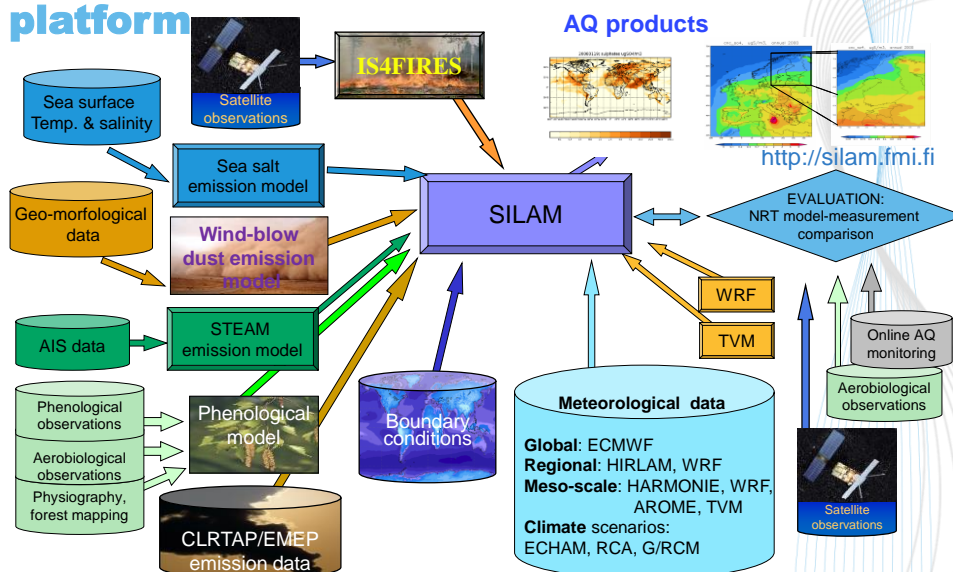 platform
AQ products
IS4FIRES
Sea surface
Temp. & salinity
Satellite
observations
http://silam.fmi.fi
Sea salt
emission model
SILAM
EVALUATION:
NRT model-measurement
comparison
Geo-morfological
data
Wind-blow
dust emission
model
WRF
TVM
AIS data
STEAM
emission model
Online AQ
monitoring
Aerobiological
observations
Phenological
observations
Aerobiological
observations
Physiography,
forest mapping
Phenological
model
Boundary
conditions
Meteorological data
Global: ECMWF
Regional: HIRLAM, WRF
Meso-scale: HARMONIE, WRF,
AROME, TVM
Climate scenarios:
ECHAM, RCA, G/RCM
Satellite
observations
CLRTAP/EMEP
emission data